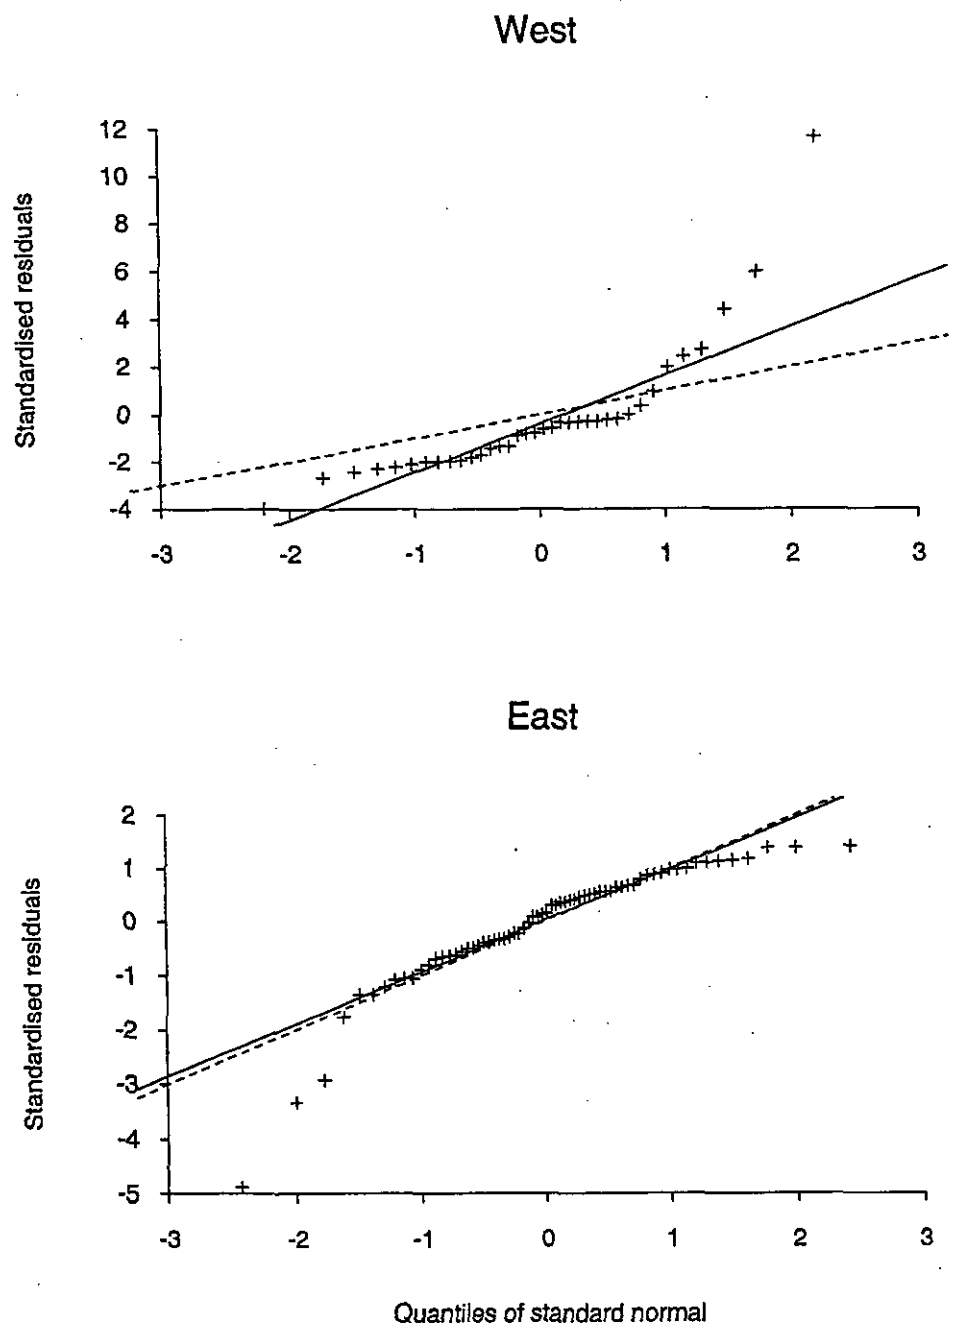 West
12
10
8
6
4
2
0
-2
-4
Standardised residuals
-3 -2 -1 0 1 2 3
East
2
1
0
-1
-2
-3
-4
-5
Standardised residuals
-3 -2 -1 0 1 2 3
Quantiles of standard normal